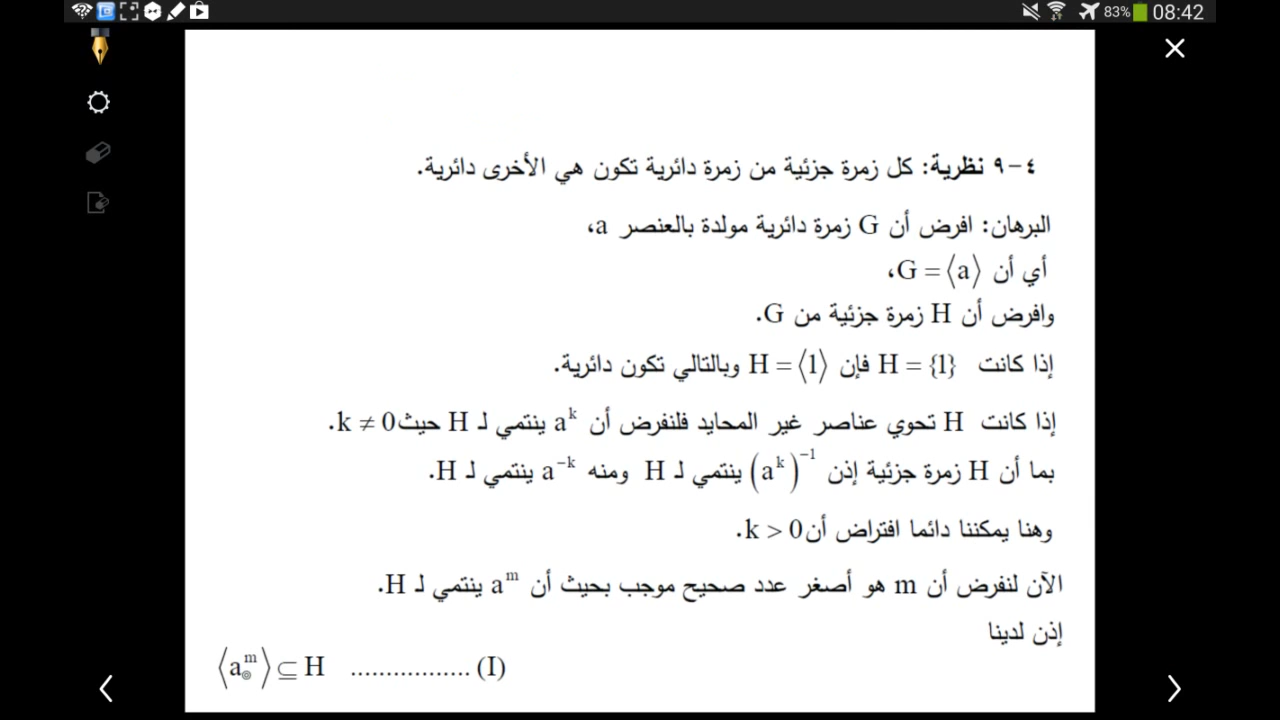 83% 08:42
٤-٩ نظرية: كل زمرة جزئية من زمرة دائرية تكون هي الأخرى دائرية.
البرهان: افرض أن G زمرة دائرية مولدة بالعنصر a،
أي أن G = ⟨a⟩،
وافرض أن H زمرة جزئية من G.
إذا كانت H = {1} فإن H = ⟨1⟩ وبالتالي تكون دائرية.
إذا كانت H تحوي عناصر غير المحايد فلنفرض أن aᵏ ينتمي لـ H حيث k ≠ 0.
بما أن H زمرة جزئية إذن (aᵏ)⁻¹ ينتمي لـ H ومنه a⁻ᵏ ينتمي لـ H.
وهنا يمكننا دائما افتراض أن k > 0.
الآن لنفرض أن m هو أصغر عدد صحيح موجب بحيث أن aᵐ ينتمي لـ H.
إذن لدينا
⟨aᵐ⟩ ⊆ H .................. (I)